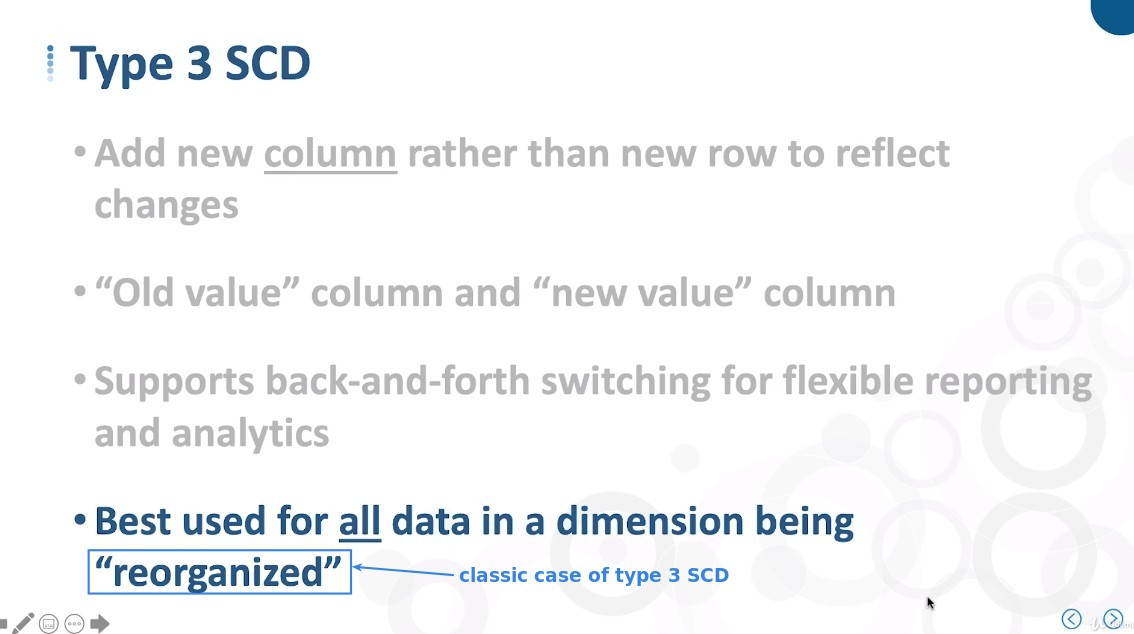 Type 3 SCD
• Add new column rather than new row to reflect
changes
• “Old value” column and “new value” column
• Supports back-and-forth switching for flexible reporting
and analytics
• Best used for all data in a dimension being
“reorganized”
classic case of type 3 SCD